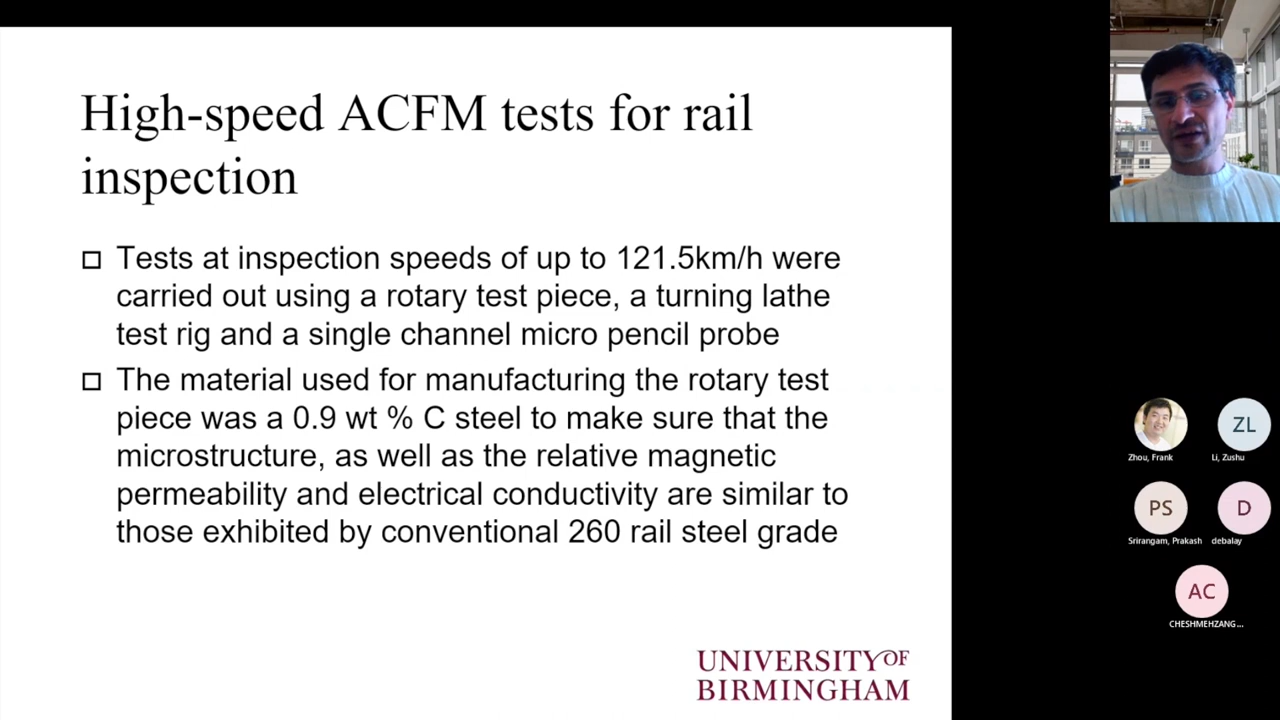 High-speed ACFM tests for rail
inspection
Tests at inspection speeds of up to 121.5km/h were
carried out using a rotary test piece, a turning lathe
test rig and a single channel micro pencil probe
The material used for manufacturing the rotary test
piece was a 0.9 wt % C steel to make sure that the
microstructure, as well as the relative magnetic
permeability and electrical conductivity are similar to
those exhibited by conventional 260 rail steel grade
UNIVERSITY OF
BIRMINGHAM
ZL
Zhou, Frank
Li, Zushu
PS
D
Srirangam, Prakash
debalay
AC
CHESHMEHZANG...